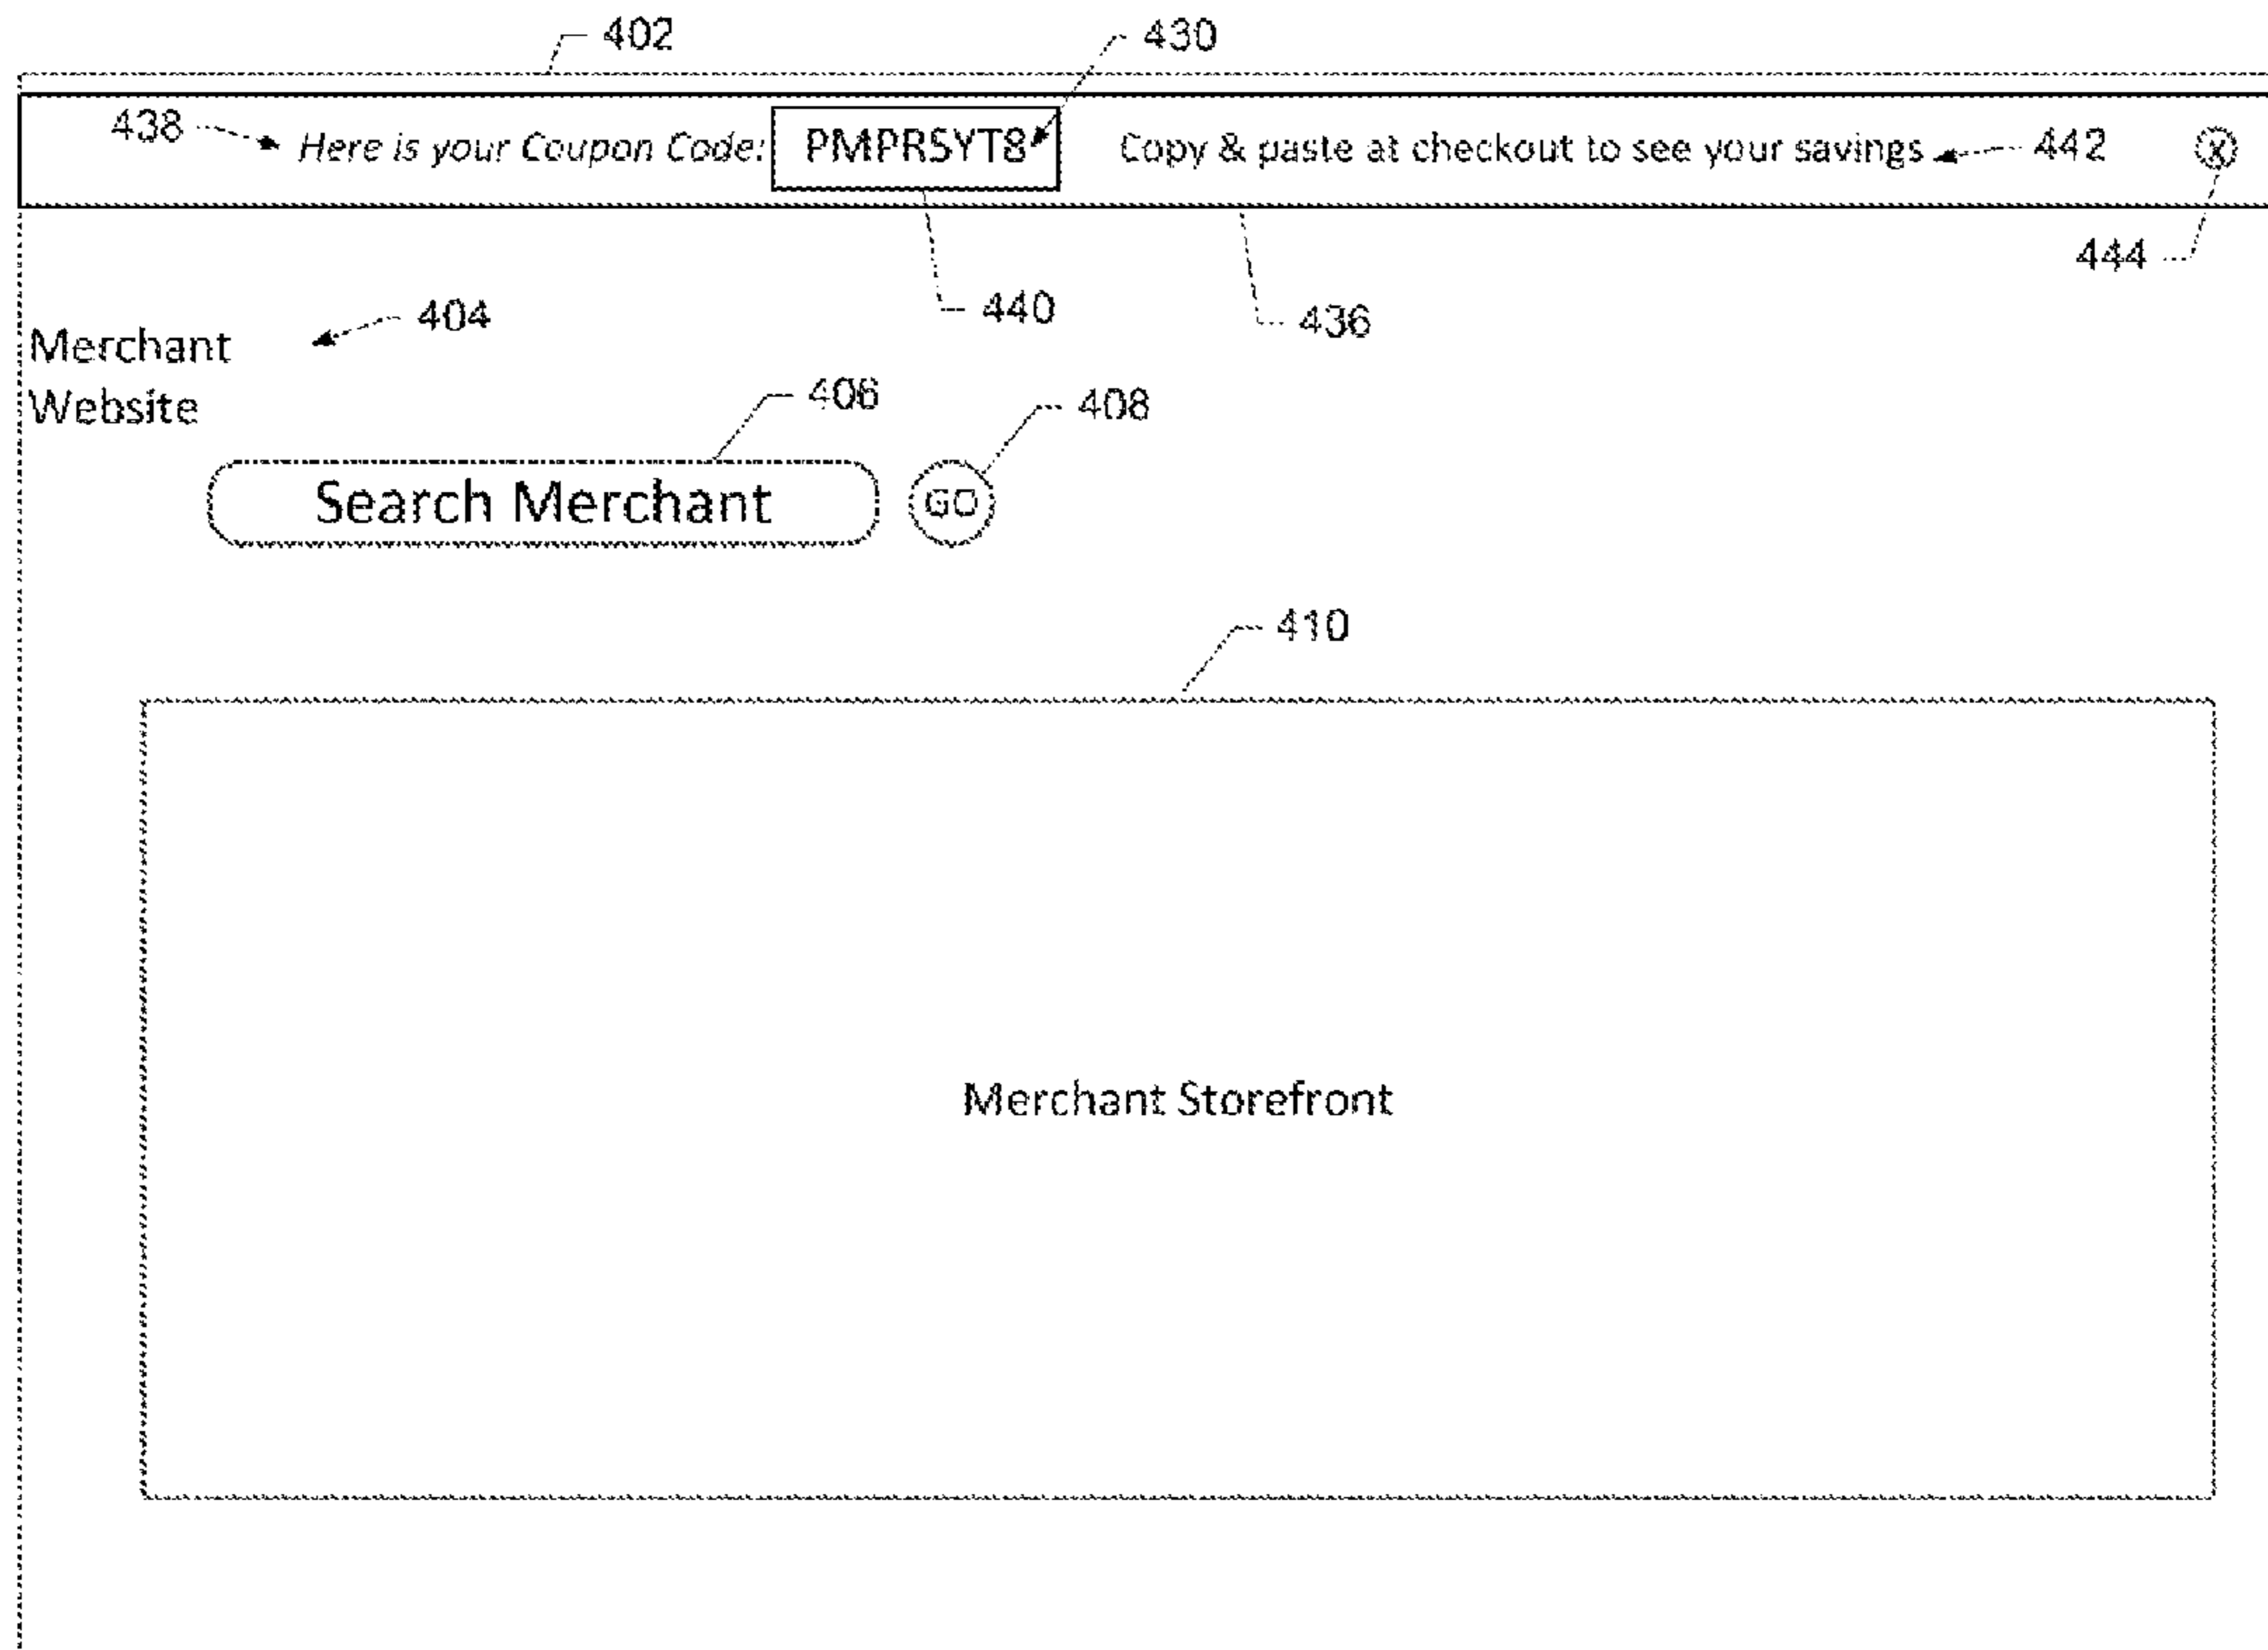 402
430
438 Here is your Coupon Code: PMPRSYT8 Copy & paste at checkout to see your savings 442 X
444
440
436
404
Merchant
Website
406
408
Search Merchant GO
410
Merchant Storefront